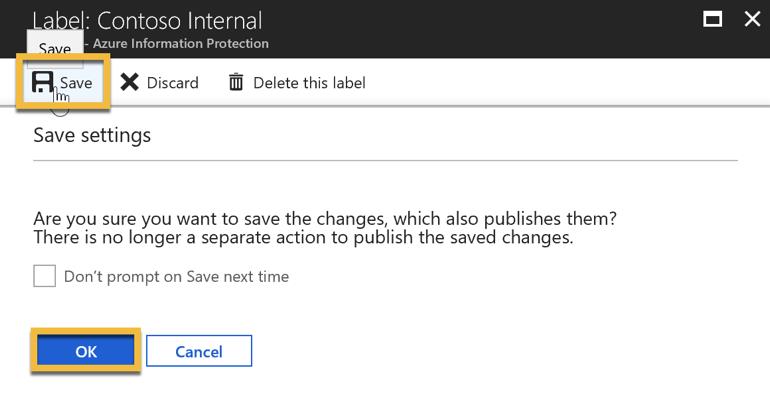 Label: Contoso Internal
Save - Azure Information Protection
Save Discard Delete this label
Save settings
Are you sure you want to save the changes, which also publishes them?
There is no longer a separate action to publish the saved changes.
Don't prompt on Save next time
OK Cancel